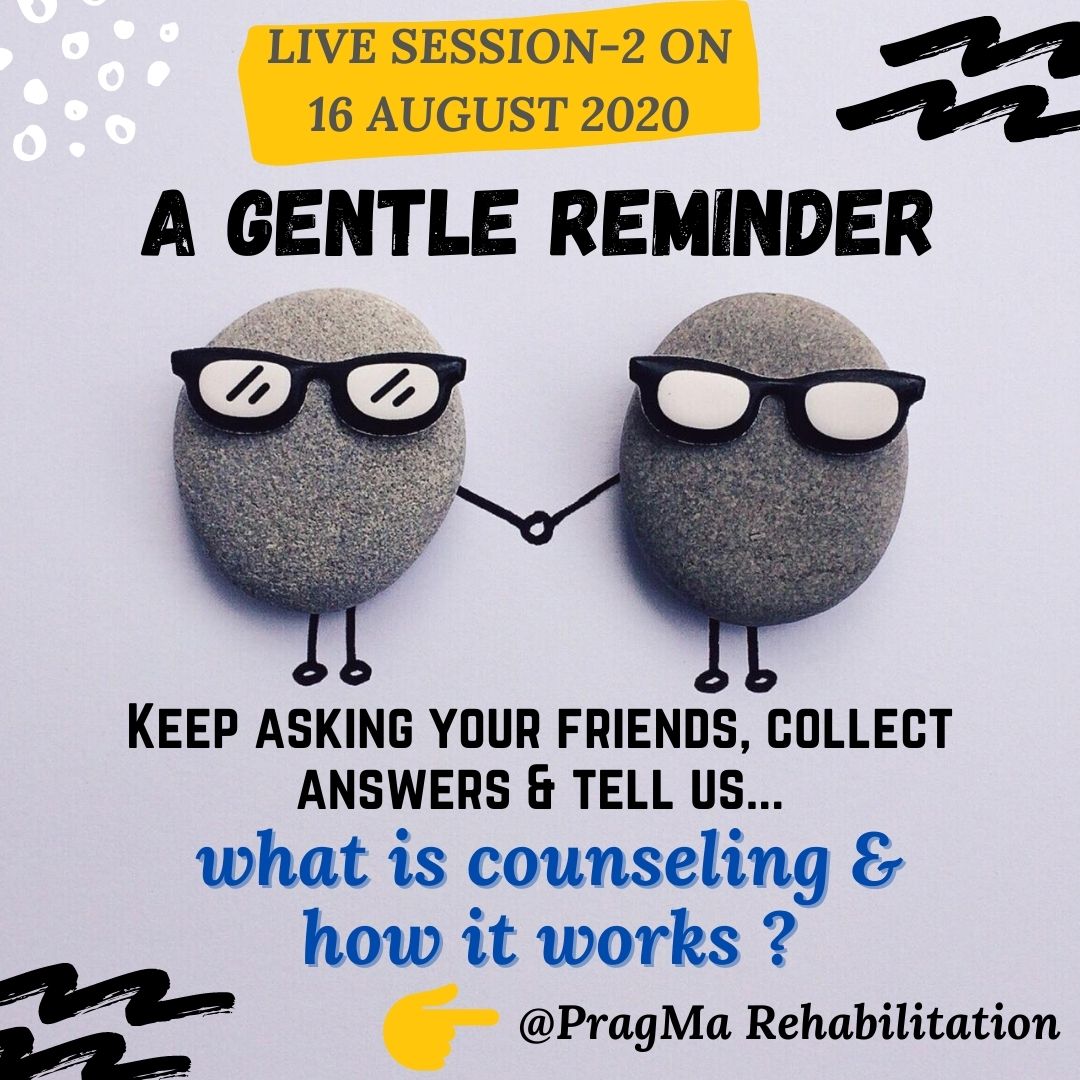 LIVE SESSION-2 ON
16 AUGUST 2020
A GENTLE REMINDER
KEEP ASKING YOUR FRIENDS, COLLECT
ANSWERS & TELL US...
what is counseling &
how it works ?
@PragMa Rehabilitation